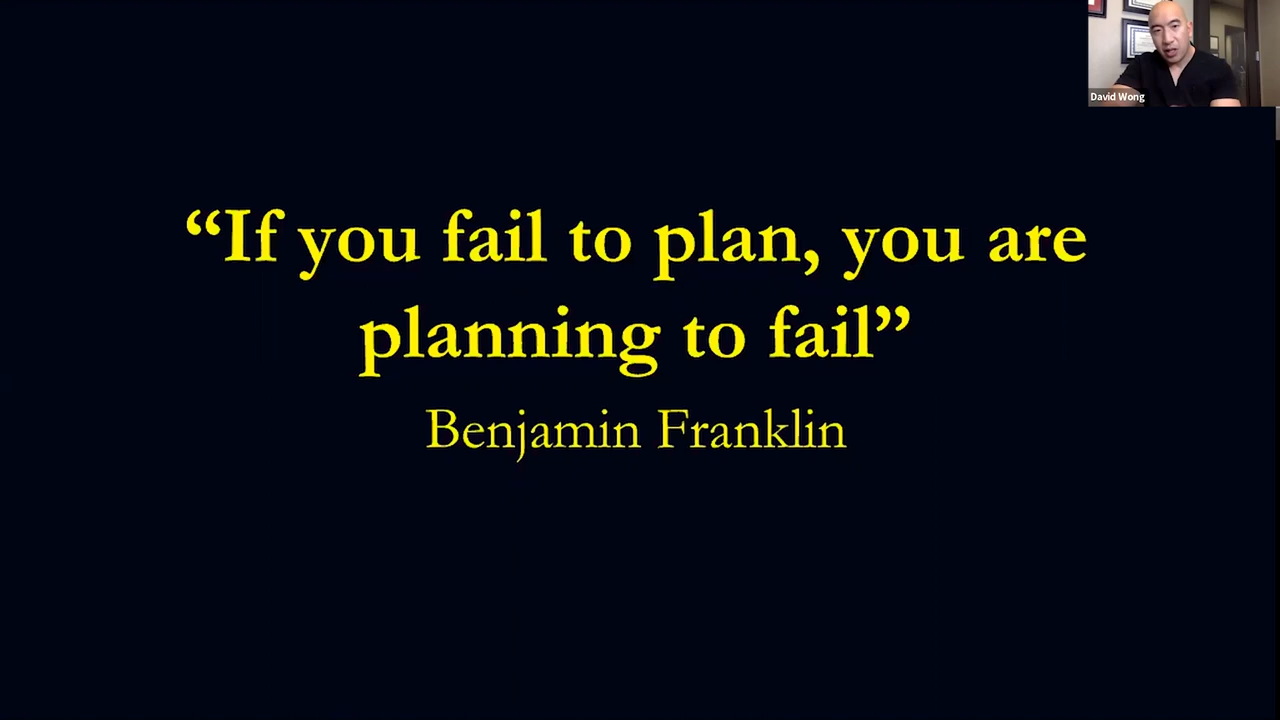 David Wong
“If you fail to plan, you are
planning to fail”
Benjamin Franklin